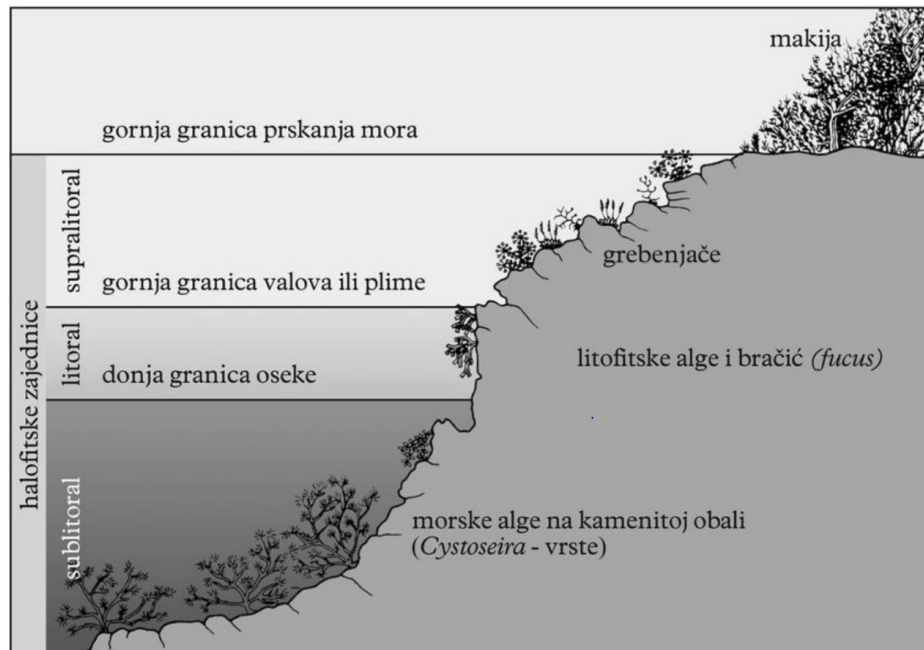 makija
gornja granica prskanja mora
halofitske zajednice
supralitoral
grebenjače
gornja granica valova ili plime
litoral
litofitske alge i bračić (fucus)
donja granica oseke
sublitoral
morske alge na kamenitoj obali
(Cystoseira - vrste)